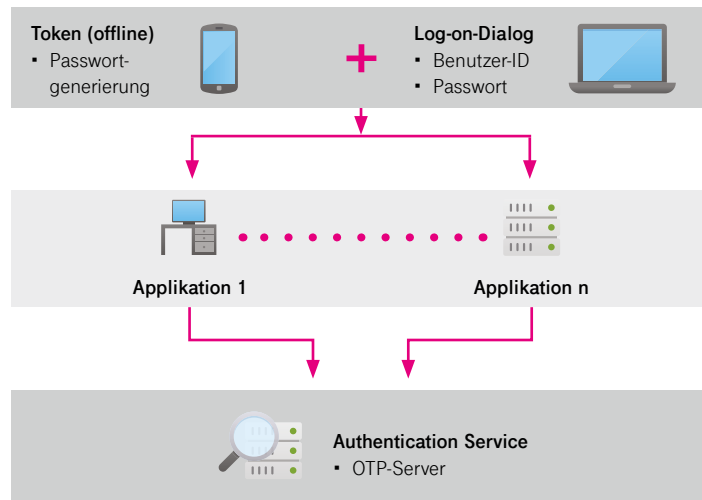 Token (offline)
▪ Passwort-
generierung
Log-on-Dialog
▪ Benutzer-ID
▪ Passwort
Applikation 1
Applikation n
Authentication Service
▪ OTP-Server